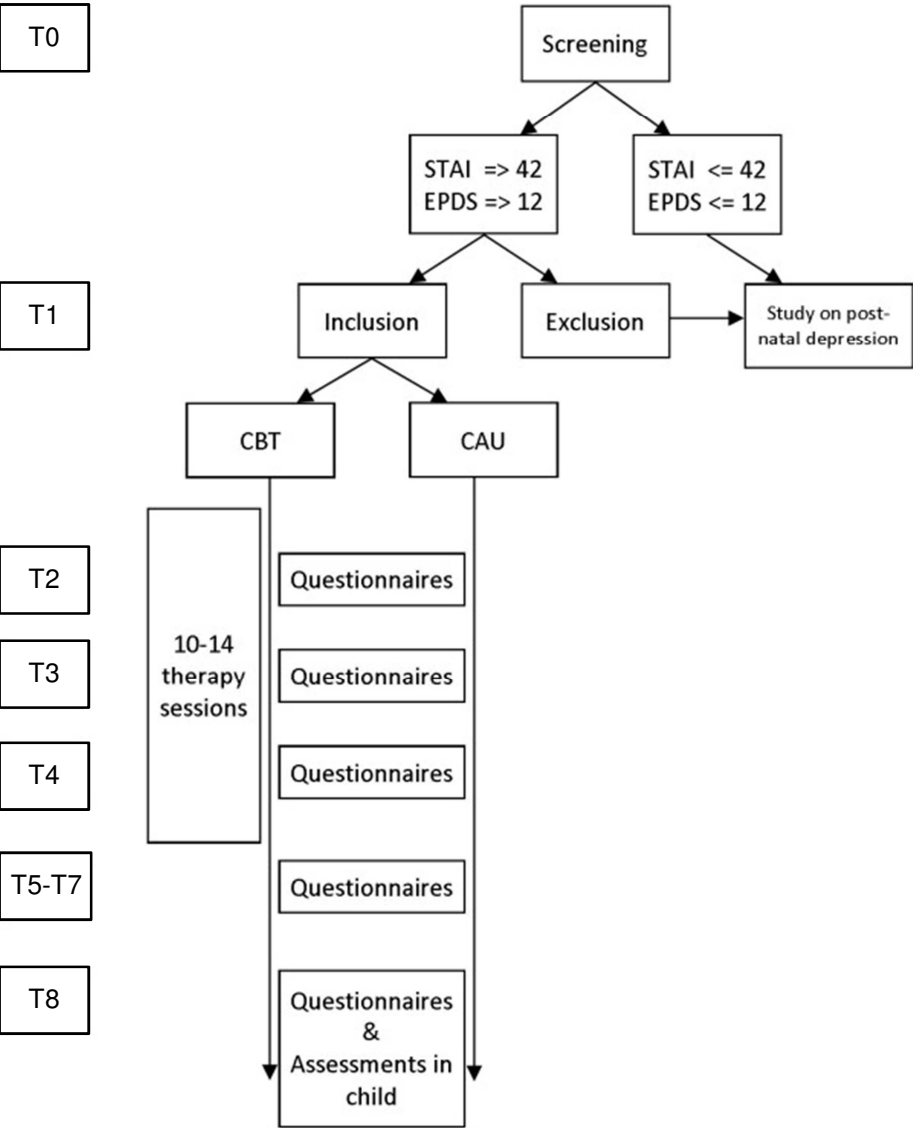 T0
Screening
STAI => 42
EPDS => 12
STAI <= 42
EPDS <= 12
T1
Inclusion
Exclusion
Study on post-
natal depression
CBT
CAU
T2
Questionnaires
10-14
therapy
sessions
T3
Questionnaires
T4
Questionnaires
T5-T7
Questionnaires
T8
Questionnaires
&
Assessments in
child